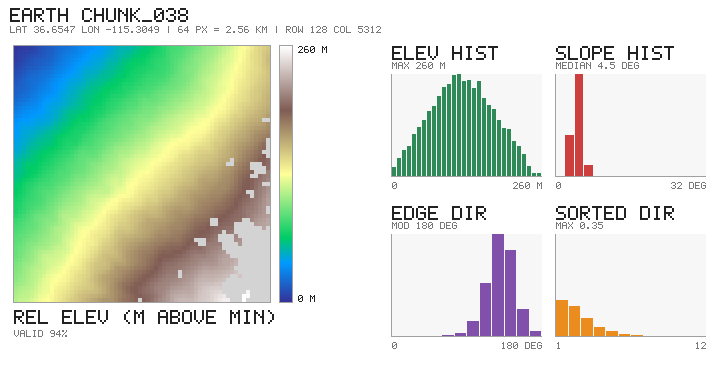 EARTH CHUNK_038
LAT 36.6547 LON -115.3049 | 64 PX = 2.56 KM | ROW 128 COL 5312
260 M
0 M
REL ELEV (M ABOVE MIN)
VALID 94%
ELEV HIST
MAX 260 M
0 260 M
SLOPE HIST
MEDIAN 4.5 DEG
0 32 DEG
EDGE DIR
MOD 180 DEG
0 180 DEG
SORTED DIR
MAX 0.35
1 12